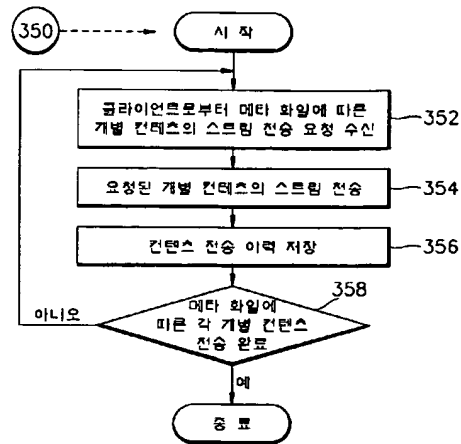 350
시 작
클라이언트로부터 메타 화일에 따른
개별 컨텐츠의 스트림 전송 요청 수신
352
요청된 개별 컨텐츠의 스트림 전송
354
컨텐츠 전송 이력 저장
356
358
메타 화일에
따른 각 개별 컨텐츠
전송 완료
아니오
예
종 료